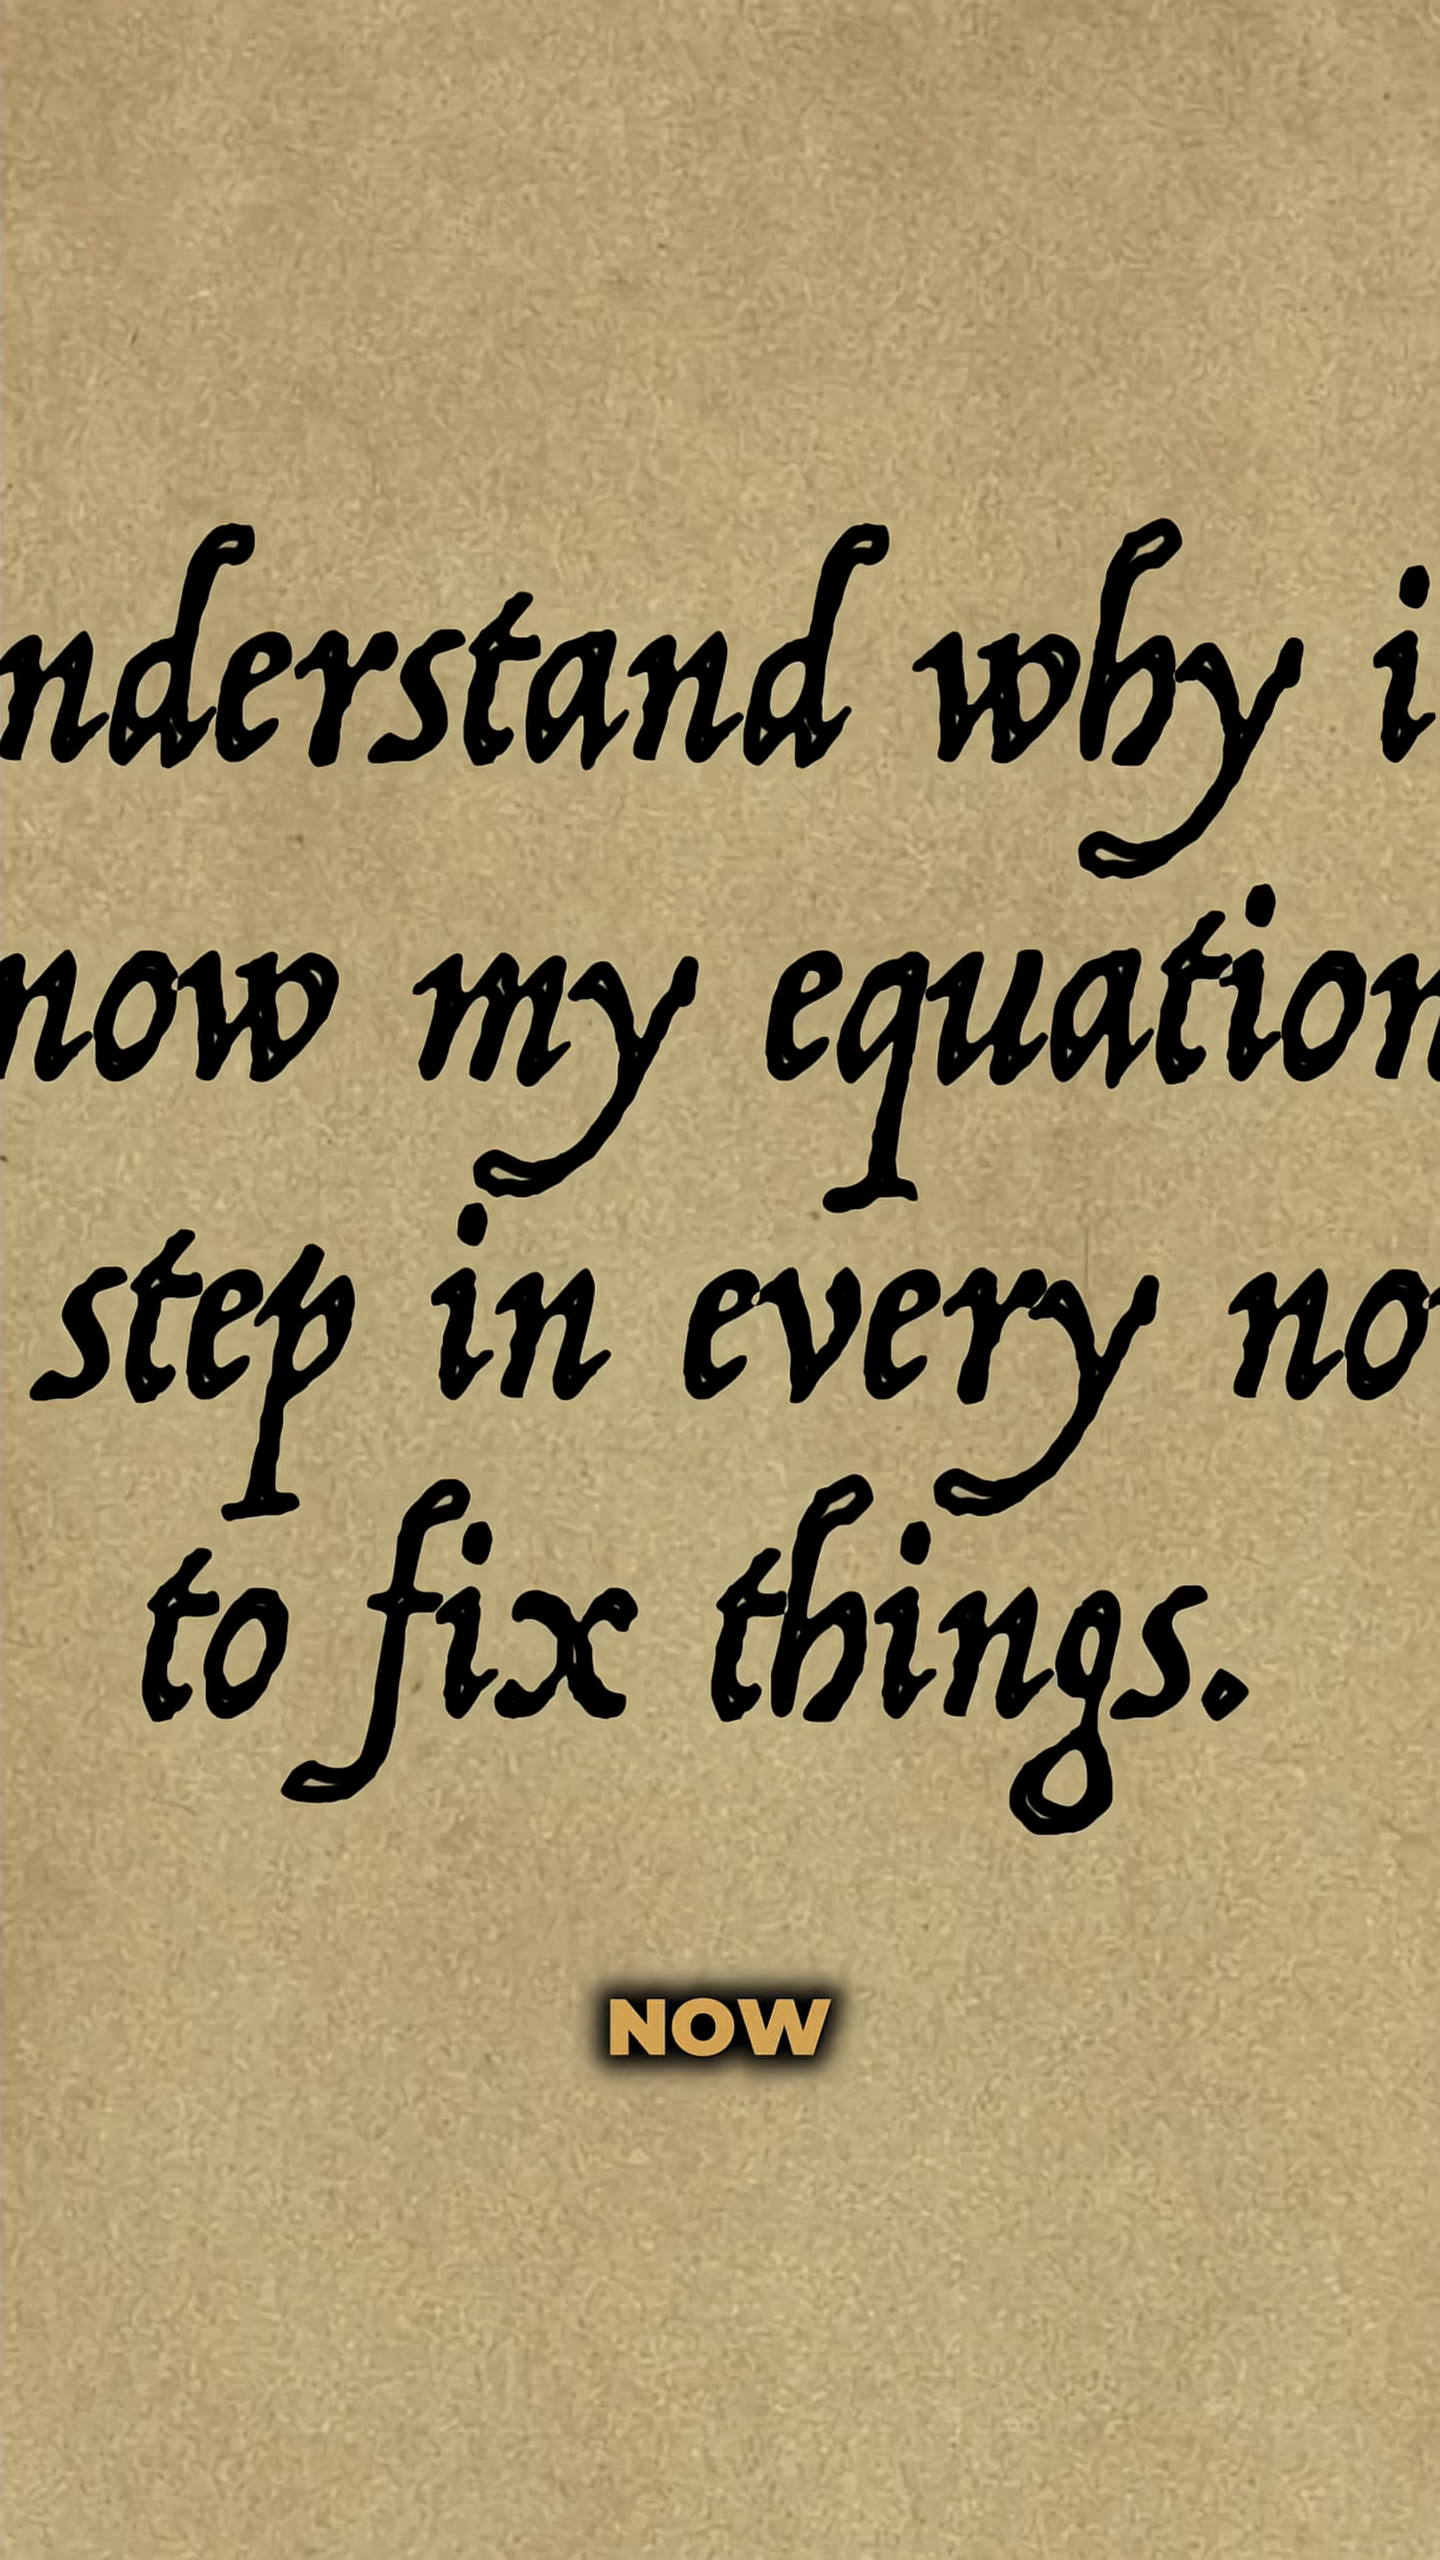 nderstand why i
now my equation
step in every no
to fix things.
NOW